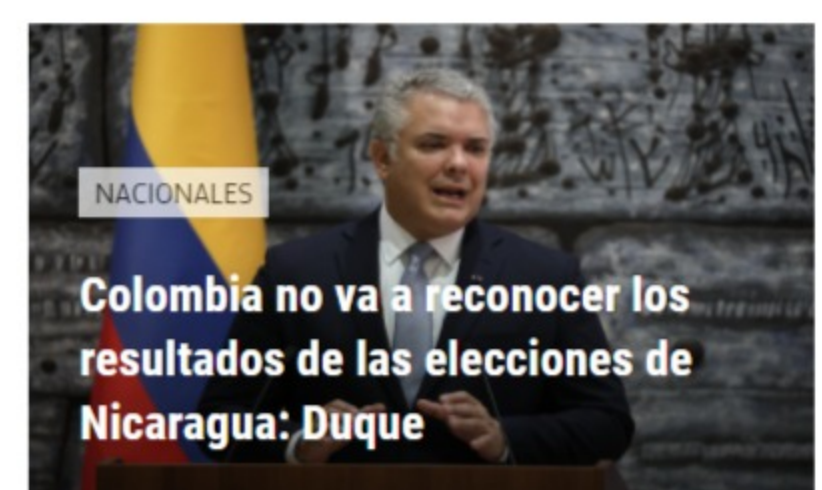 NACIONALES
Colombia no va a reconocer los
resultados de las elecciones de
Nicaragua: Duque